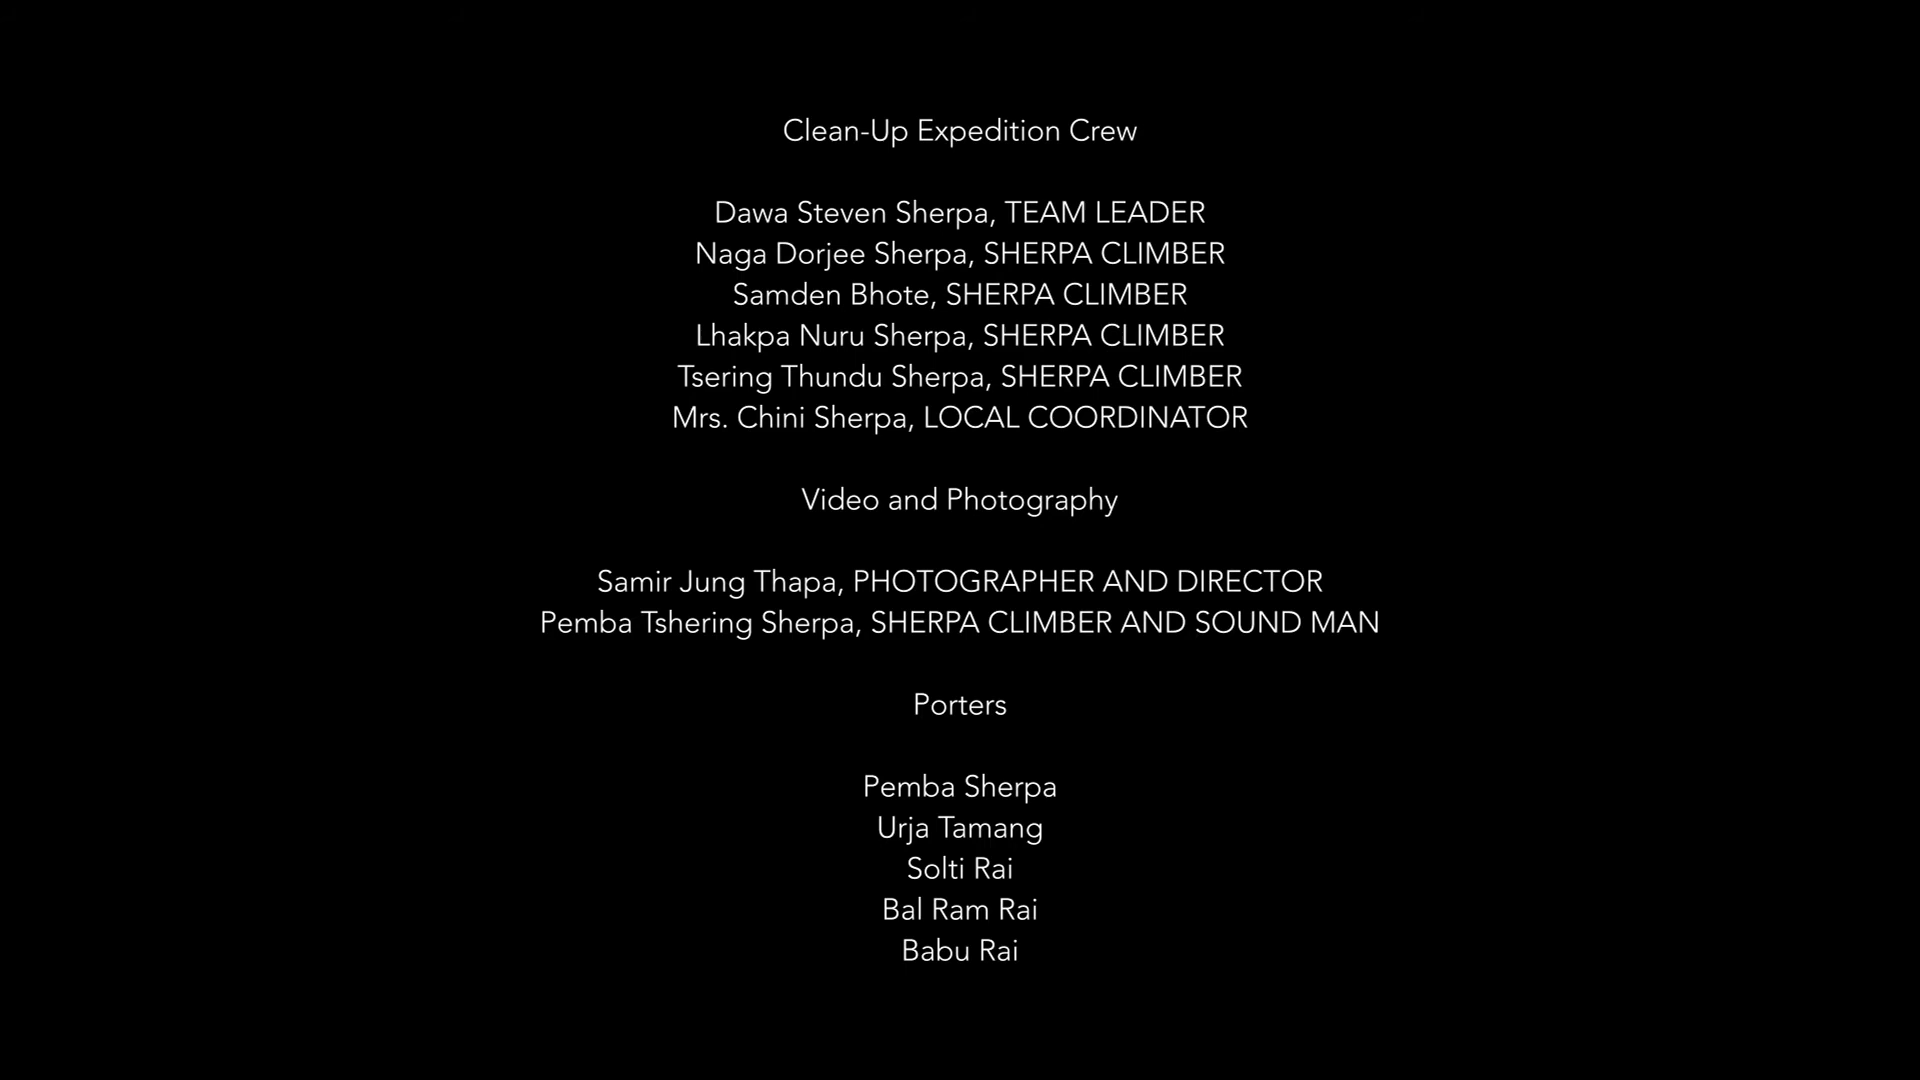 Clean-Up Expedition Crew
Dawa Steven Sherpa, TEAM LEADER
Naga Dorjee Sherpa, SHERPA CLIMBER
Samden Bhote, SHERPA CLIMBER
Lhakpa Nuru Sherpa, SHERPA CLIMBER
Tsering Thundu Sherpa, SHERPA CLIMBER
Mrs. Chini Sherpa, LOCAL COORDINATOR
Video and Photography
Samir Jung Thapa, PHOTOGRAPHER AND DIRECTOR
Pemba Tshering Sherpa, SHERPA CLIMBER AND SOUND MAN
Porters
Pemba Sherpa
Urja Tamang
Solti Rai
Bal Ram Rai
Babu Rai